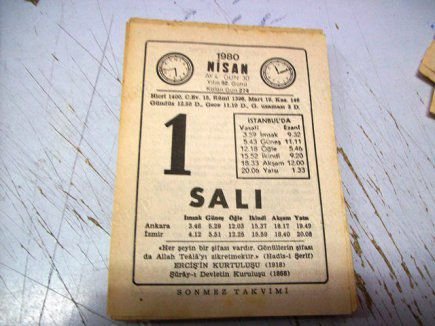 1980
NİSAN
AY 4 GÜN 30
Yılın 92. Günü
Kalan Gün 274
Hicrî 1400, C.Ev. 15, Rûmî 1396, Mart 19, Kas. 146
Gündüz 12.50 D., Gece 11.10 D., G. uzaması 3 D.
1
İSTANBUL'DA
Vasatî Ezanî
3.59 İmsak 9.32
5.43 Güneş 11.11
12.18 Öğle 5.46
15.52 İkindi 9.20
18.33 Akşam 12.00
20.06 Yatsı 1.33
SALI
İmsak Güneş Öğle İkindi Akşam Yatsı
Ankara 3.46 5.29 12.03 15.37 18.17 19.49
İzmir 4.12 5.51 12.25 15.59 18.40 20.08
«Her şeyin bir şifası vardır. Gönüllerin şifası
da Allah Teâlâ'yı zikretmektir.» (Hadîs-i Şerîf)
ERCİŞ'İN KURTULUŞU (1918)
Şûrây-ı Devletin Kuruluşu (1868)
SÖNMEZ TAKVİMİ